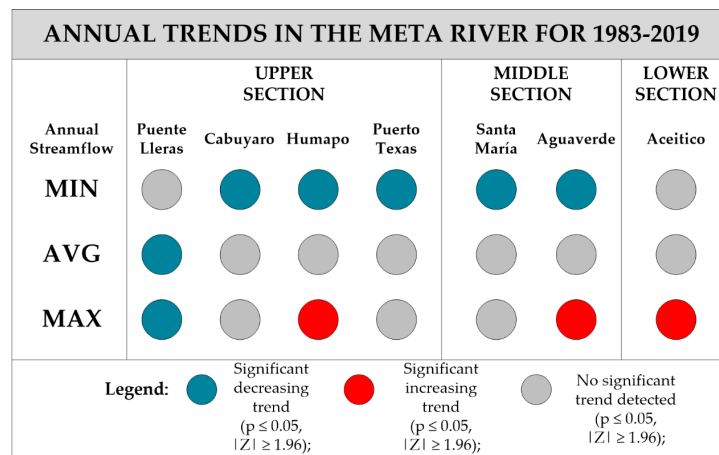 ANNUAL TRENDS IN THE META RIVER FOR 1983-2019
UPPER
SECTION
MIDDLE
SECTION
LOWER
SECTION
Annual
Streamflow
Puente
Lleras
Cabuyaro
Humapo
Puerto
Texas
Santa
María
Aguaverde
Aceitico
MIN
AVG
MAX
Legend:
Significant
decreasing
trend
(p ≤ 0.05,
|Z| ≥ 1.96);
Significant
increasing
trend
(p ≤ 0.05,
|Z| ≥ 1.96);
No significant
trend detected
(p ≤ 0.05,
|Z| ≥ 1.96);